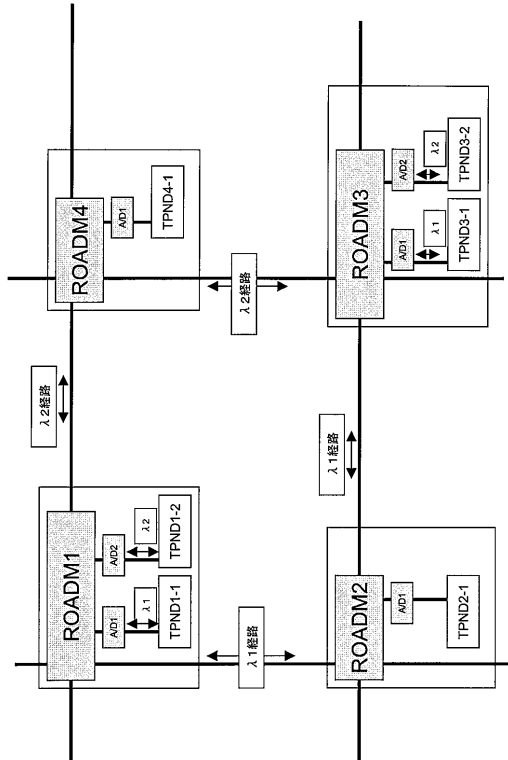 λ2経路
ROADM1
A/D1
A/D2
λ1
λ2
TPND1-1
TPND1-2
ROADM4
A/D1
TPND4-1
λ1経路
λ2経路
λ1経路
ROADM2
A/D1
TPND2-1
ROADM3
A/D1
A/D2
λ1
λ2
TPND3-1
TPND3-2